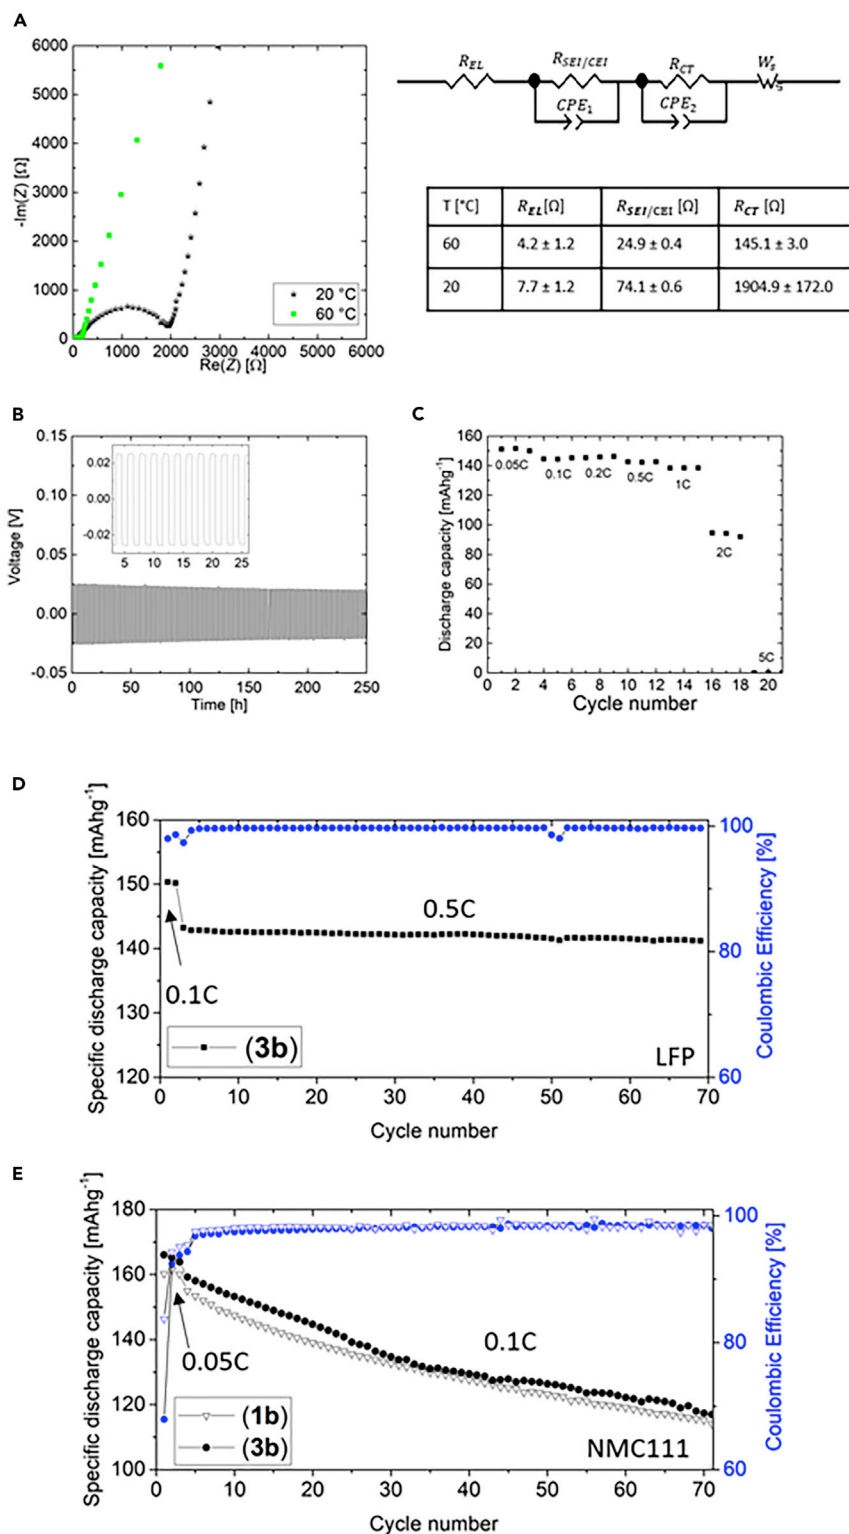 A
6000
5000
4000
3000
2000
1000
0
-Im(Z) [Ω]
20 °C
60 °C
0 1000 2000 3000 4000 5000 6000
Re(Z) [Ω]
R_EL
R_SEI/CEI
R_CT
W_s
CPE_1
CPE_2
T [°C] R_EL[Ω] R_SEI/CEI [Ω] R_CT [Ω]
60 4.2 ± 1.2 24.9 ± 0.4 145.1 ± 3.0
20 7.7 ± 1.2 74.1 ± 0.6 1904.9 ± 172.0
B
0.15
0.10
0.05
0.00
-0.05
Voltage [V]
0.02
0.00
-0.02
5 10 15 20 25
0 50 100 150 200 250
Time [h]
C
160
140
120
100
80
60
40
20
0
Discharge capacity [mAhg⁻¹]
0.05C
0.1C
0.2C
0.5C
1C
2C
5C
0 2 4 6 8 10 12 14 16 18 20
Cycle number
D
160
150
140
130
120
Specific discharge capacity [mAhg⁻¹]
100
80
60
Coulombic Efficiency [%]
0.5C
0.1C
(3b)
LFP
0 10 20 30 40 50 60 70
Cycle number
E
180
160
140
120
100
Specific discharge capacity [mAhg⁻¹]
100
80
60
Coulombic Efficiency [%]
0.05C
0.1C
(1b)
(3b)
NMC111
0 10 20 30 40 50 60 70
Cycle number